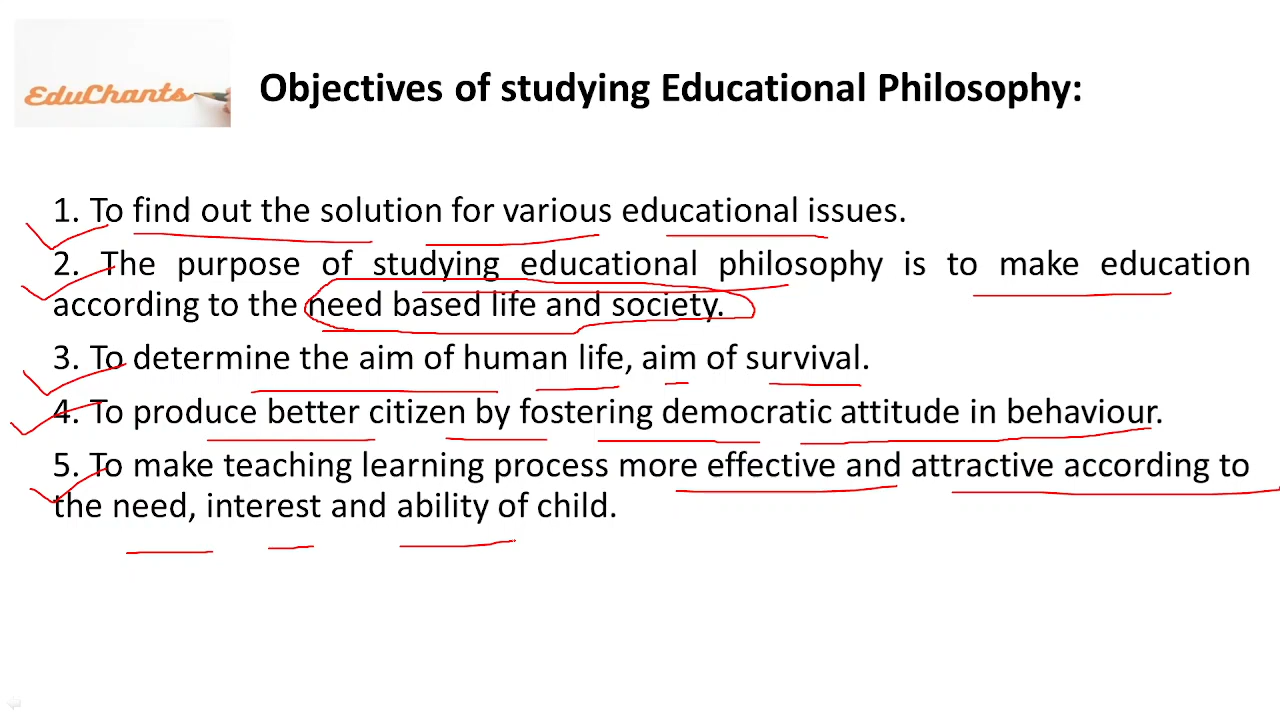 EduChants
Objectives of studying Educational Philosophy:
1. To find out the solution for various educational issues.
2. The purpose of studying educational philosophy is to make education
according to the need based life and society.
3. To determine the aim of human life, aim of survival.
4. To produce better citizen by fostering democratic attitude in behaviour.
5. To make teaching learning process more effective and attractive according to
the need, interest and ability of child.